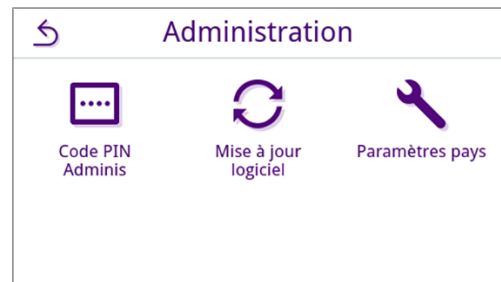 Administration
Code PIN
Adminis
Mise à jour
logiciel
Paramètres pays